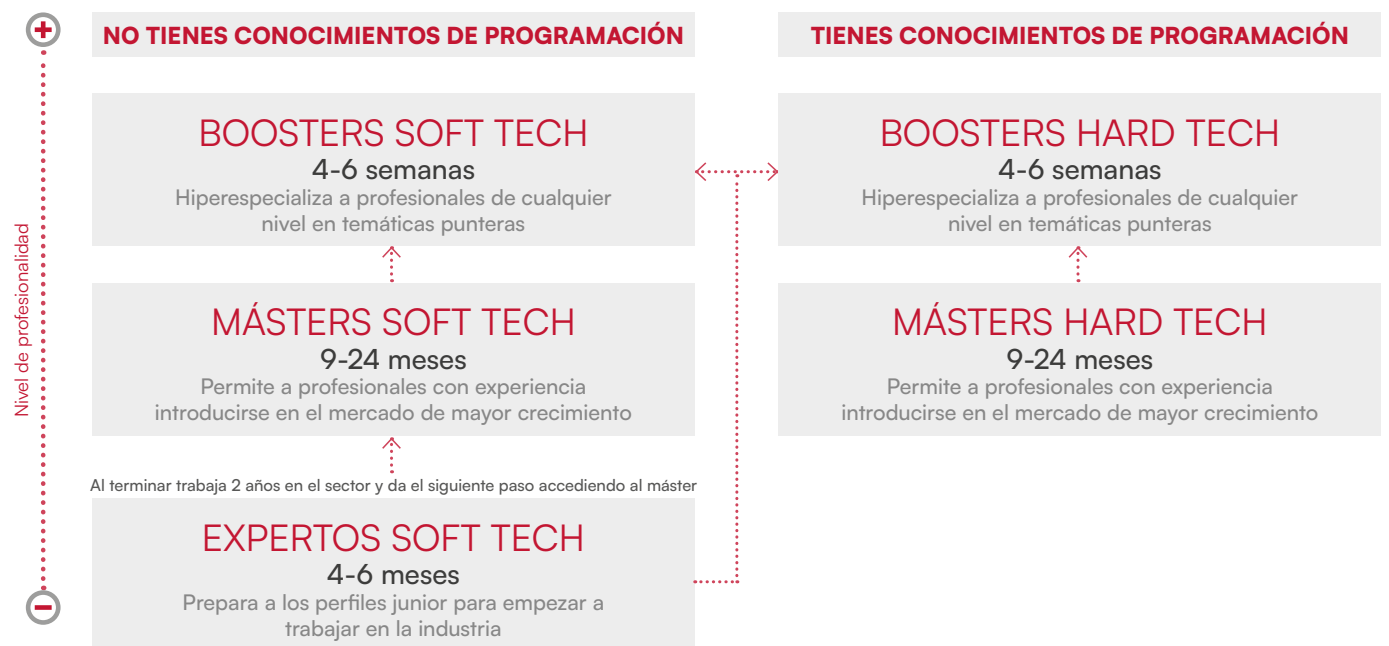 NO TIENES CONOCIMIENTOS DE PROGRAMACIÓN
TIENES CONOCIMIENTOS DE PROGRAMACIÓN
Nivel de profesionalidad
BOOSTERS SOFT TECH
4-6 semanas
Hiperespecializa a profesionales de cualquier
nivel en temáticas punteras
BOOSTERS HARD TECH
4-6 semanas
Hiperespecializa a profesionales de cualquier
nivel en temáticas punteras
MÁSTERS SOFT TECH
9-24 meses
Permite a profesionales con experiencia
introducirse en el mercado de mayor crecimiento
MÁSTERS HARD TECH
9-24 meses
Permite a profesionales con experiencia
introducirse en el mercado de mayor crecimiento
Al terminar trabaja 2 años en el sector y da el siguiente paso accediendo al máster
EXPERTOS SOFT TECH
4-6 meses
Prepara a los perfiles junior para empezar a
trabajar en la industria